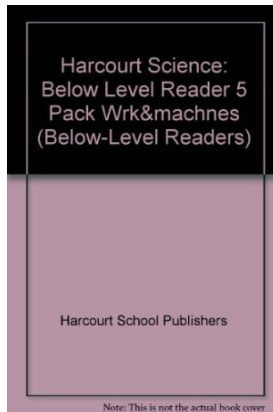 Harcourt Science:
Below Level Reader 5
Pack Wrk&machnes
(Below-Level Readers)
Harcourt School Publishers
Note: This is not the actual book cover